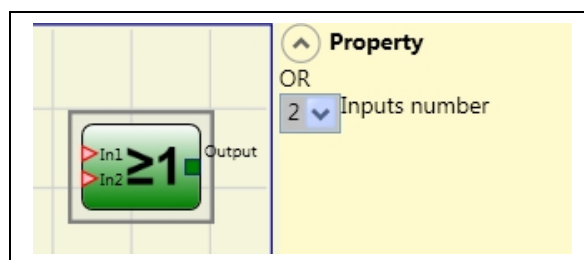 Property
OR
2 Inputs number
In1
In2
≥1
Output